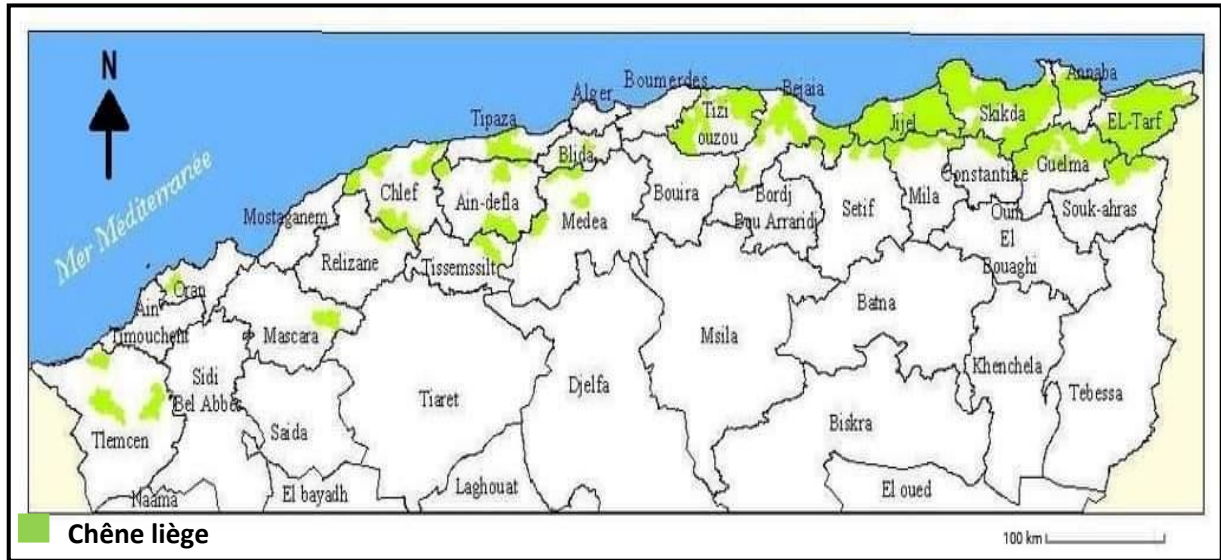 N
Mer Méditerranée
Annaba
Boumerdes
Bejaia
Alger
Tizi
ouzou
Skikda
Jijel
EL-Tarf
Tipaza
Blida
Guelma
Constantine
Chlef
Ain-defla
Bouira
Bordj
Bou Arraridj
Setif
Mila
Souk-ahras
Mostaganem
Medea
Oum
El
Bouaghi
Relizane
Tissemssilt
Oran
Ain
Timouchent
Mascara
Msila
Batna
Khenchela
Tebessa
Sidi
Bel Abbes
Tiaret
Djelfa
Biskra
Tlemcen
Saida
Naama
El bayadh
Laghouat
El oued
Chêne liège
100 km